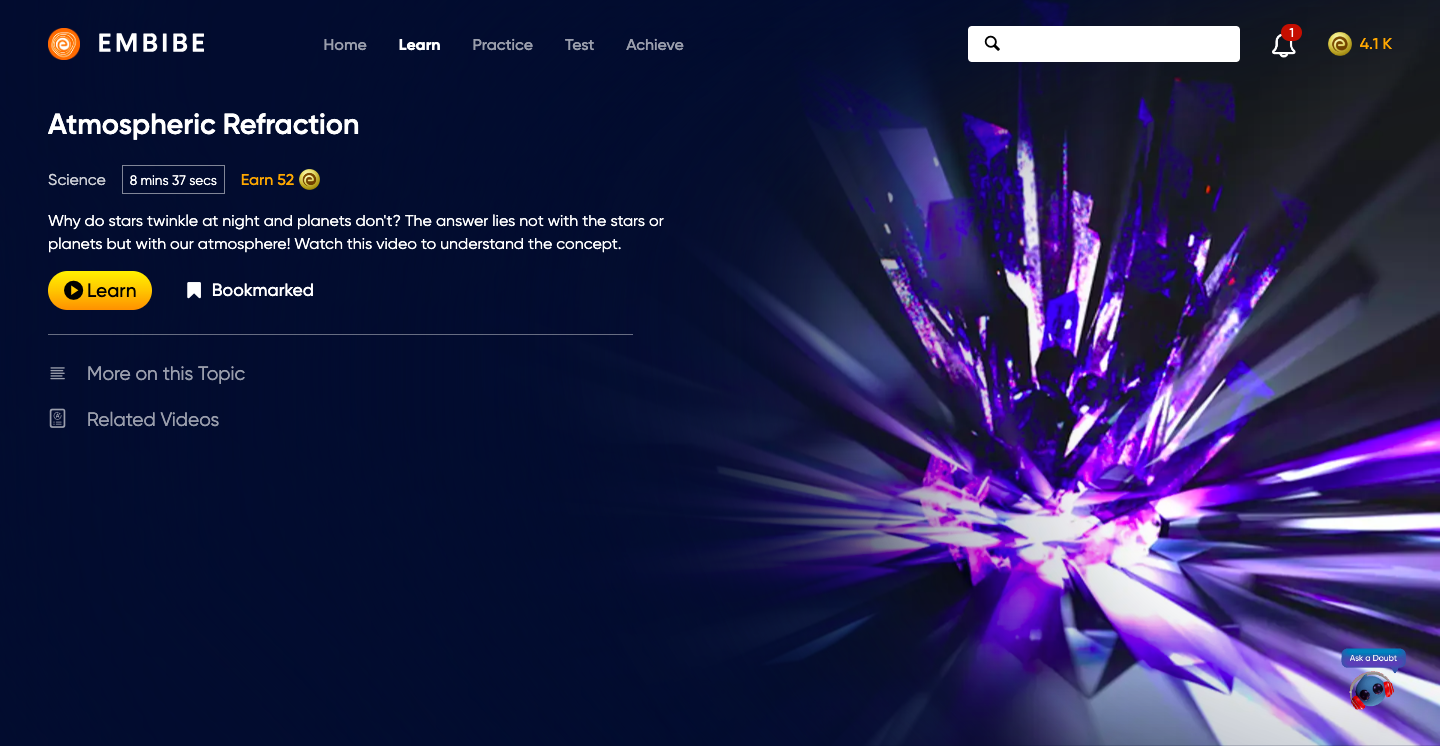 EMBIBE
Home Learn Practice Test Achieve
1
4.1 K
Atmospheric Refraction
Science 8 mins 37 secs Earn 52
Why do stars twinkle at night and planets don't? The answer lies not with the stars or
planets but with our atmosphere! Watch this video to understand the concept.
Learn Bookmarked
More on this Topic
Related Videos
Ask a Doubt